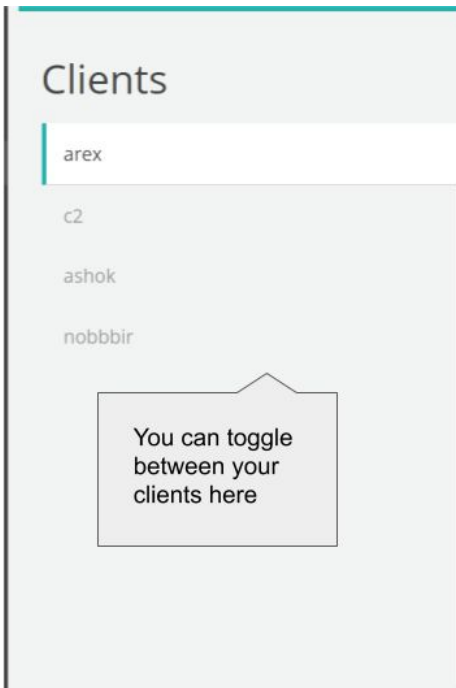 Clients
arex
c2
ashok
nobbbir
You can toggle
between your
clients here